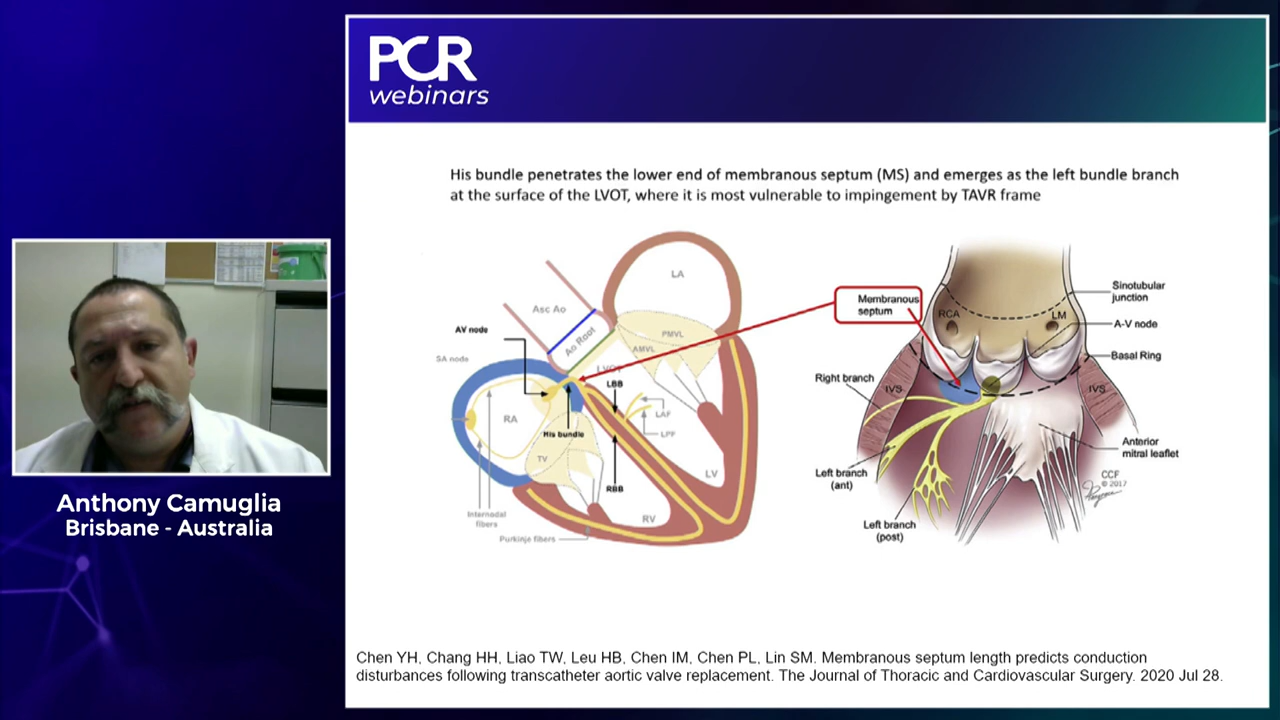 PCR
webinars
His bundle penetrates the lower end of membranous septum (MS) and emerges as the left bundle branch
at the surface of the LVOT, where it is most vulnerable to impingement by TAVR frame
LA
Asc Ao
Ao Root
AV node
SA node
PMVL
AMVL
LVOT
LBB
RA
LAF
LPF
His bundle
TV
LV
RBB
RV
Internodal
fibers
Purkinje fibers
Membranous
septum
Sinotubular
junction
RCA
LM
A-V node
Basal Ring
Right branch
IVS
IVS
Anterior
mitral leaflet
Left branch
(ant)
CCF
© 2017
Left branch
(post)
Anthony Camuglia
Brisbane - Australia
Chen YH, Chang HH, Liao TW, Leu HB, Chen IM, Chen PL, Lin SM. Membranous septum length predicts conduction
disturbances following transcatheter aortic valve replacement. The Journal of Thoracic and Cardiovascular Surgery. 2020 Jul 28.